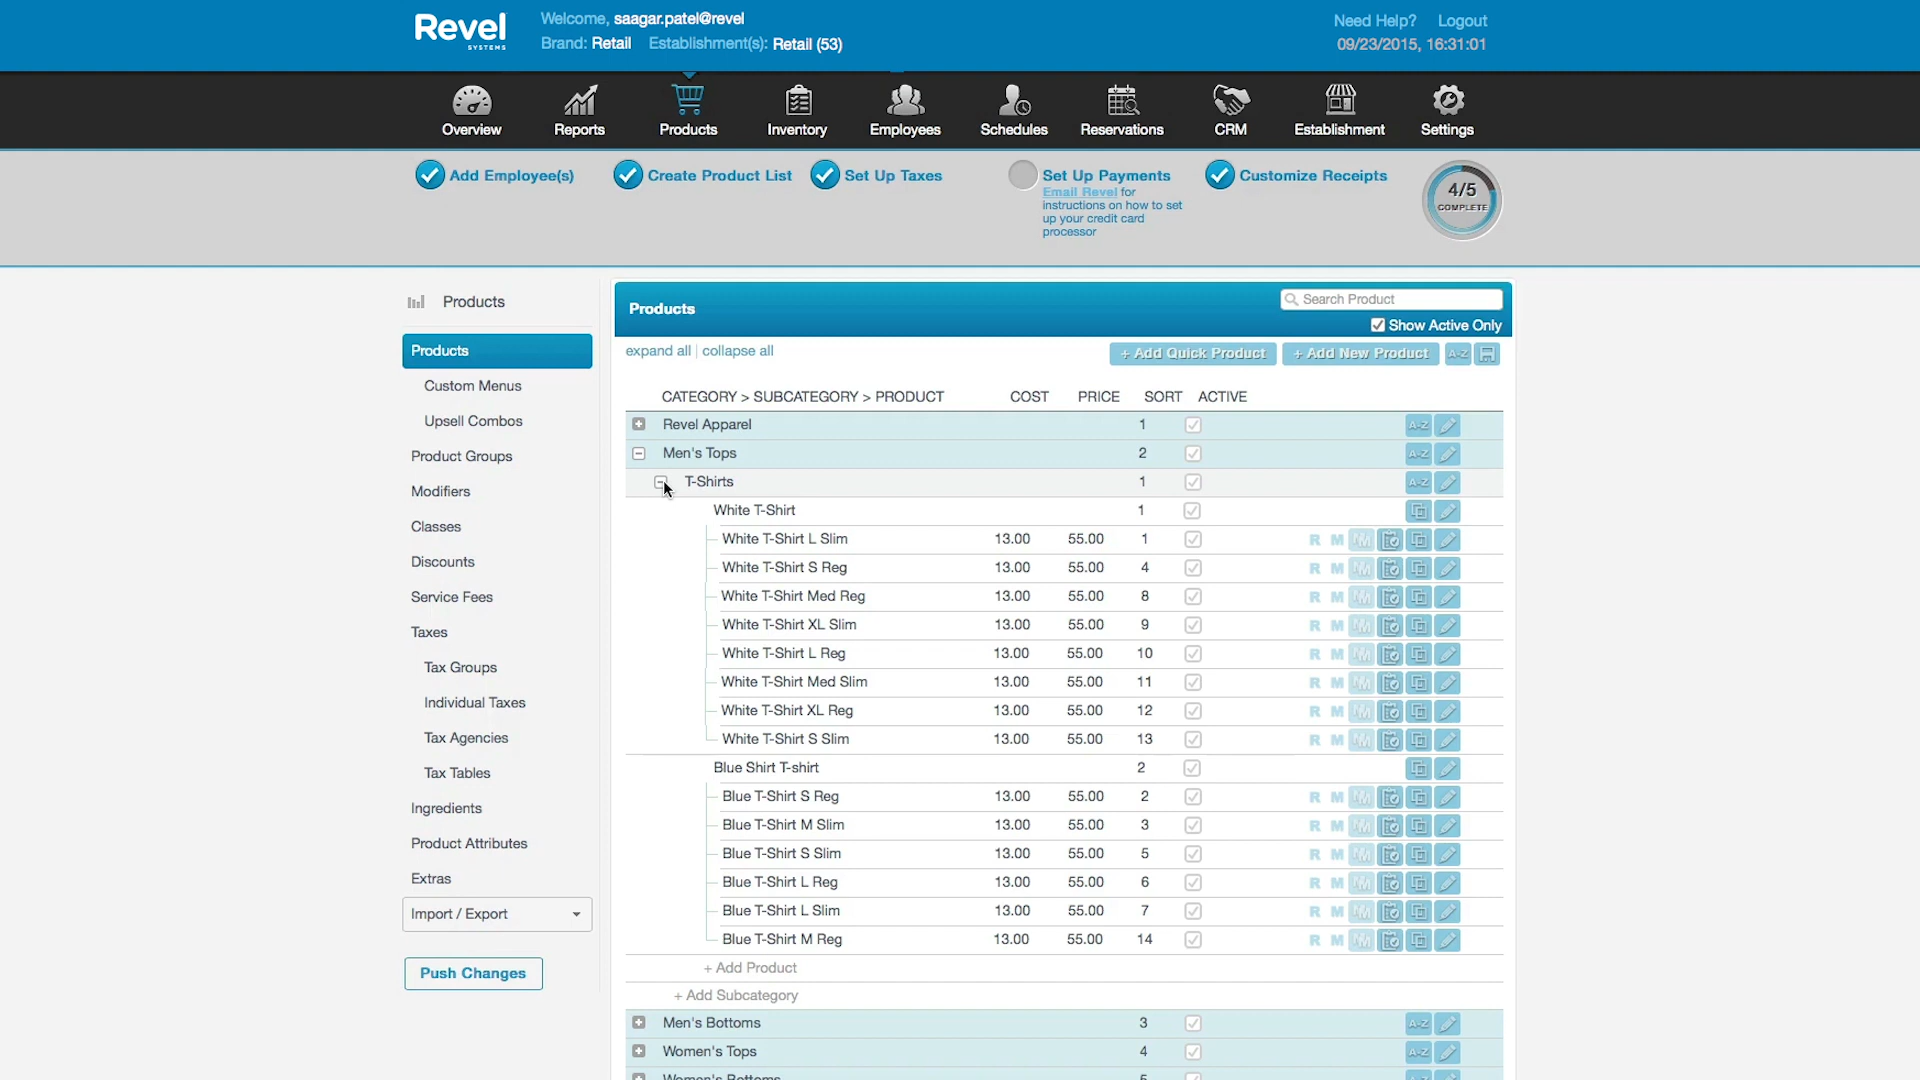 Revel
SYSTEMS
Welcome, saagar.patel@revel
Brand: Retail Establishment(s): Retail (53)
Need Help? Logout
09/23/2015, 16:31:01
Overview
Reports
Products
Inventory
Employees
Schedules
Reservations
CRM
Establishment
Settings
Add Employee(s)
Create Product List
Set Up Taxes
Set Up Payments
Email Revel for
instructions on how to set
up your credit card
processor
Customize Receipts
4/5
COMPLETE
Products
Products
Custom Menus
Upsell Combos
Product Groups
Modifiers
Classes
Discounts
Service Fees
Taxes
Tax Groups
Individual Taxes
Tax Agencies
Tax Tables
Ingredients
Product Attributes
Extras
Import / Export
Push Changes
Products
Search Product
Show Active Only
expand all | collapse all
+ Add Quick Product
+ Add New Product
A-Z
CATEGORY > SUBCATEGORY > PRODUCT COST PRICE SORT ACTIVE
Revel Apparel 1 A-Z
Men's Tops 2 A-Z
T-Shirts 1 A-Z
White T-Shirt 1
White T-Shirt L Slim 13.00 55.00 1 R M
White T-Shirt S Reg 13.00 55.00 4 R M
White T-Shirt Med Reg 13.00 55.00 8 R M
White T-Shirt XL Slim 13.00 55.00 9 R M
White T-Shirt L Reg 13.00 55.00 10 R M
White T-Shirt Med Slim 13.00 55.00 11 R M
White T-Shirt XL Reg 13.00 55.00 12 R M
White T-Shirt S Slim 13.00 55.00 13 R M
Blue Shirt T-shirt 2
Blue T-Shirt S Reg 13.00 55.00 2 R M
Blue T-Shirt M Slim 13.00 55.00 3 R M
Blue T-Shirt S Slim 13.00 55.00 5 R M
Blue T-Shirt L Reg 13.00 55.00 6 R M
Blue T-Shirt L Slim 13.00 55.00 7 R M
Blue T-Shirt M Reg 13.00 55.00 14 R M
+ Add Product
+ Add Subcategory
Men's Bottoms 3 A-Z
Women's Tops 4 A-Z
Women's Bottoms 5